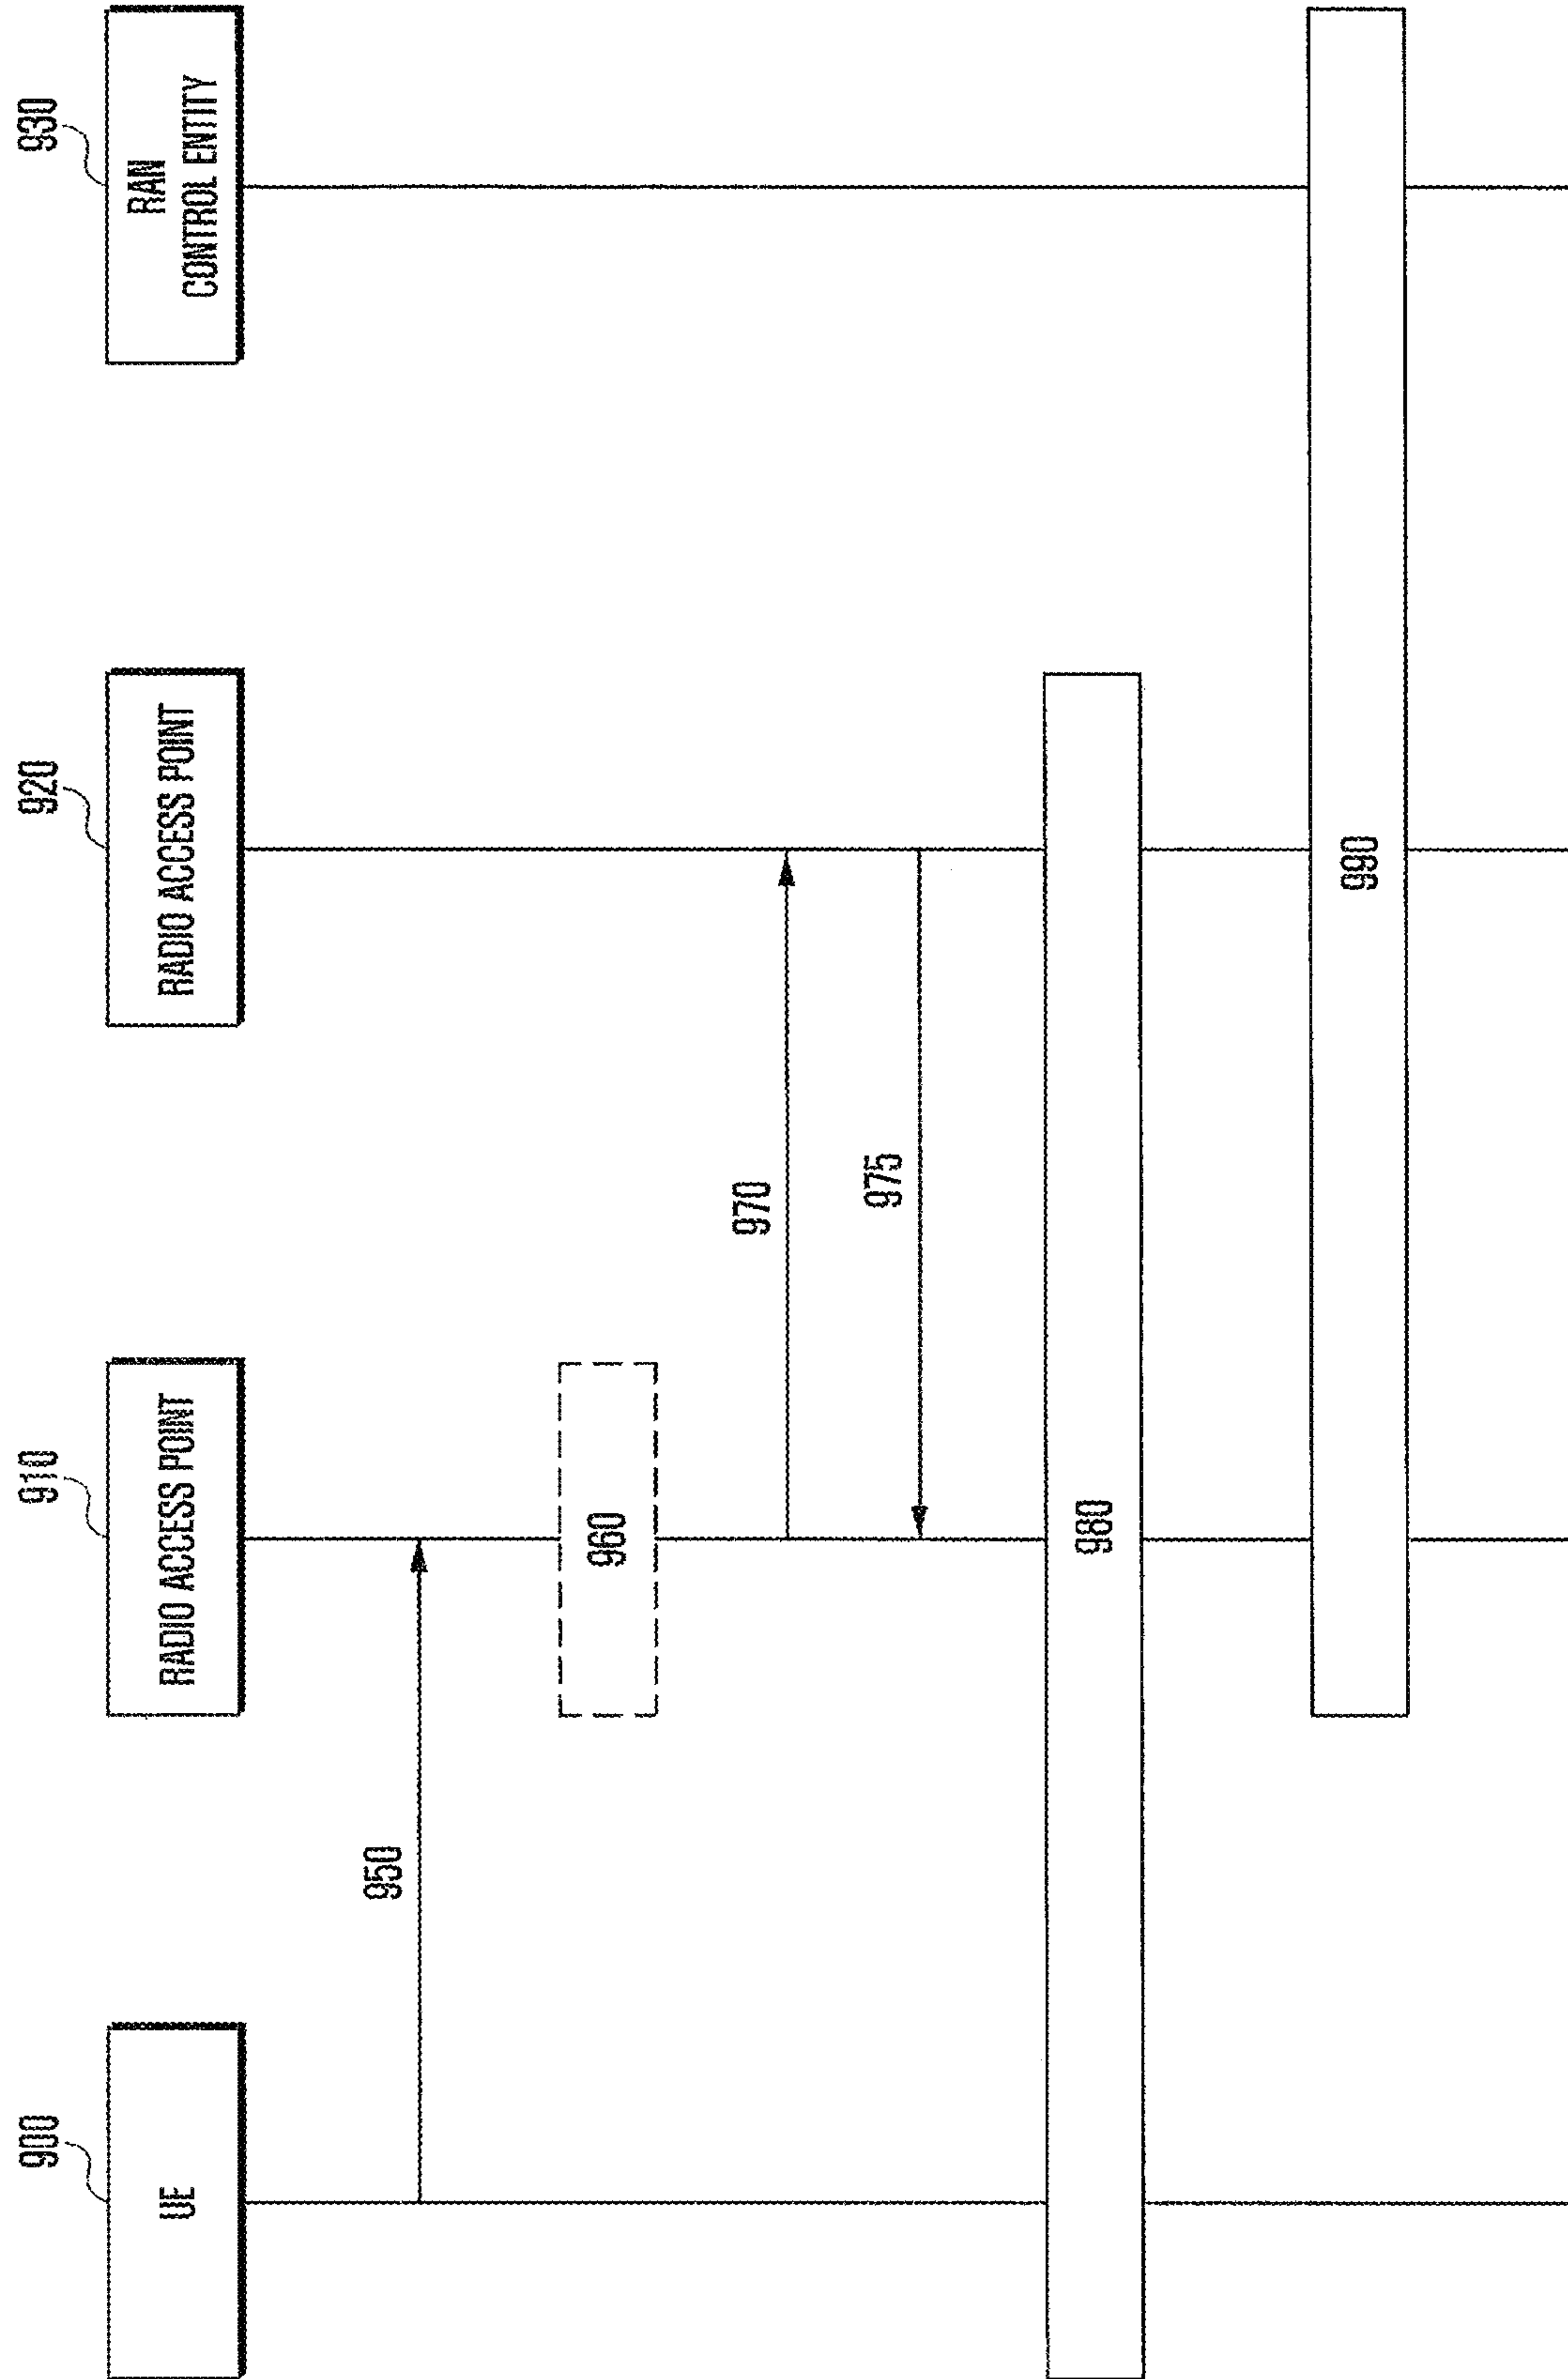 900
910
920
930
UE
RADIO ACCESS POINT
RADIO ACCESS POINT
RAN
CONTROL ENTITY
950
960
970
975
980
990